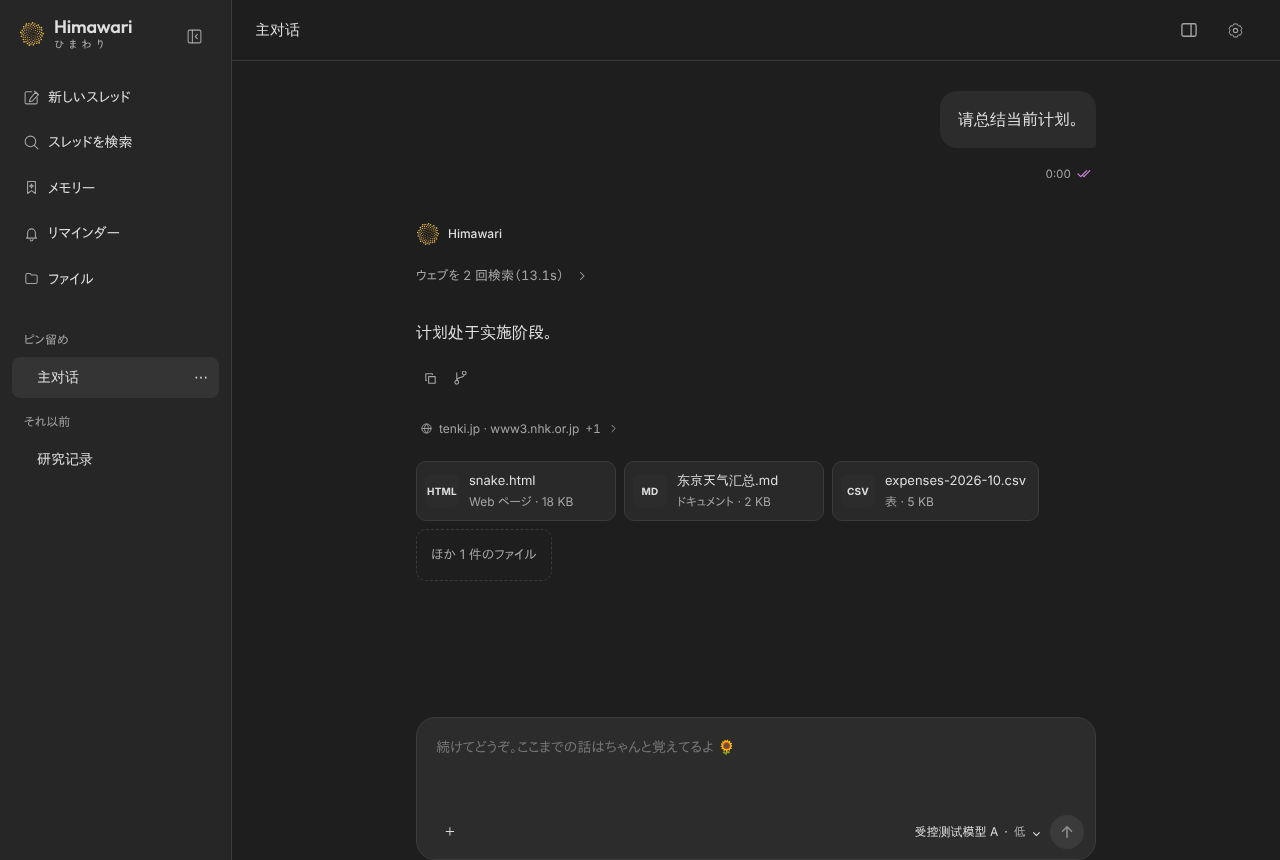 Himawari
ひまわり
新しいスレッド
スレッドを検索
メモリー
リマインダー
ファイル
ピン留め
主对话
それ以前
研究记录
主对话
请总结当前计划。
0:00
Himawari
ウェブを 2 回検索（13.1s）
计划处于实施阶段。
tenki.jp · www3.nhk.or.jp +1
HTML
snake.html
Web ページ · 18 KB
MD
东京天气汇总.md
ドキュメント · 2 KB
CSV
expenses-2026-10.csv
表 · 5 KB
ほか 1 件のファイル
続けてどうぞ。ここまでの話はちゃんと覚えてるよ 🌻
受控测试模型 A · 低